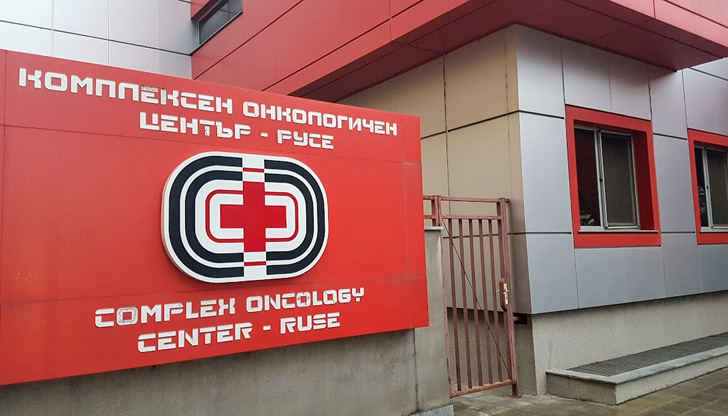 КОМПЛЕКСЕН ОНКОЛОГИЧЕН
ЦЕНТЪР - РУСЕ
COMPLEX ONCOLOGY
CENTER - RUSE